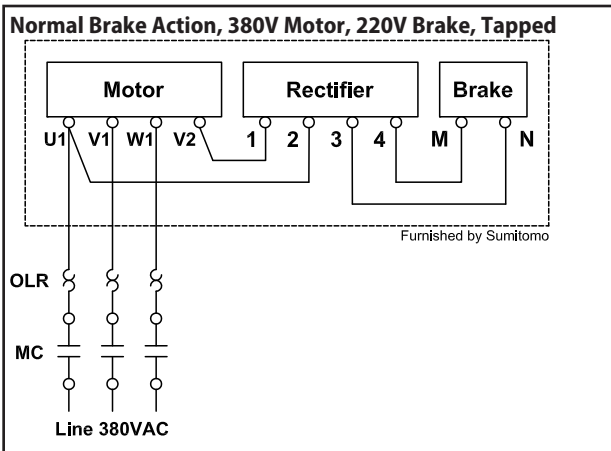 Normal Brake Action, 380V Motor, 220V Brake, Tapped
Motor Rectifier Brake
U1 V1 W1 V2 1 2 3 4 M N
Furnished by Sumitomo
OLR
MC
Line 380VAC